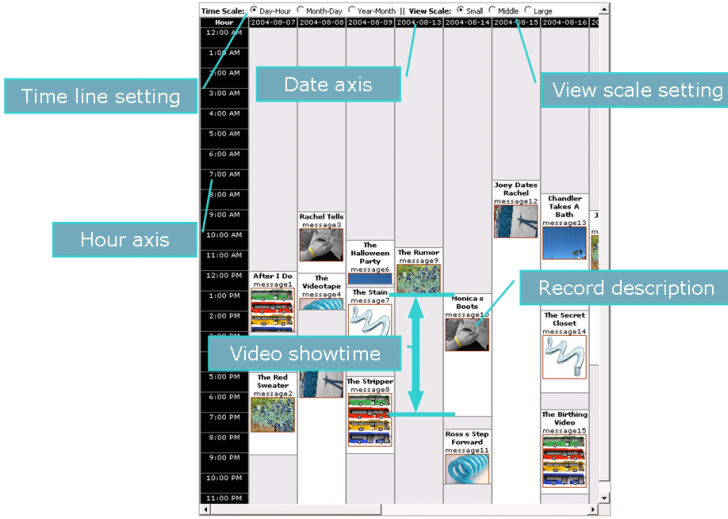 Time Scale: Day-Hour Month-Day Year-Month || View Scale: Small Middle Large
Hour 2004-08-07 2004-08-08 2004-08-09 2004-08-13 2004-08-14 2004-08-15 2004-08-16 20
12:00 AM
1:00 AM
2:00 AM
3:00 AM
4:00 AM
5:00 AM
6:00 AM
7:00 AM
8:00 AM
9:00 AM
10:00 AM
11:00 AM
12:00 PM
1:00 PM
2:00 PM
5:00 PM
6:00 PM
7:00 PM
8:00 PM
9:00 PM
10:00 PM
11:00 PM
Time line setting
Date axis
View scale setting
Hour axis
Record description
Video showtime
After I Do
message1
The Red
Sweater
message2
Rachel Tells
message3
The
Videotape
message4
The
Halloween
Party
message6
The Stain
message7
The Stripper
message8
The Rumor
message9
Monica s
Boots
message10
Ross s Step
Forward
message11
Joey Dates
Rachel
message12
Chandler
Takes A
Bath
message13
The Secret
Closet
message14
The Birthing
Video
message15
J
m